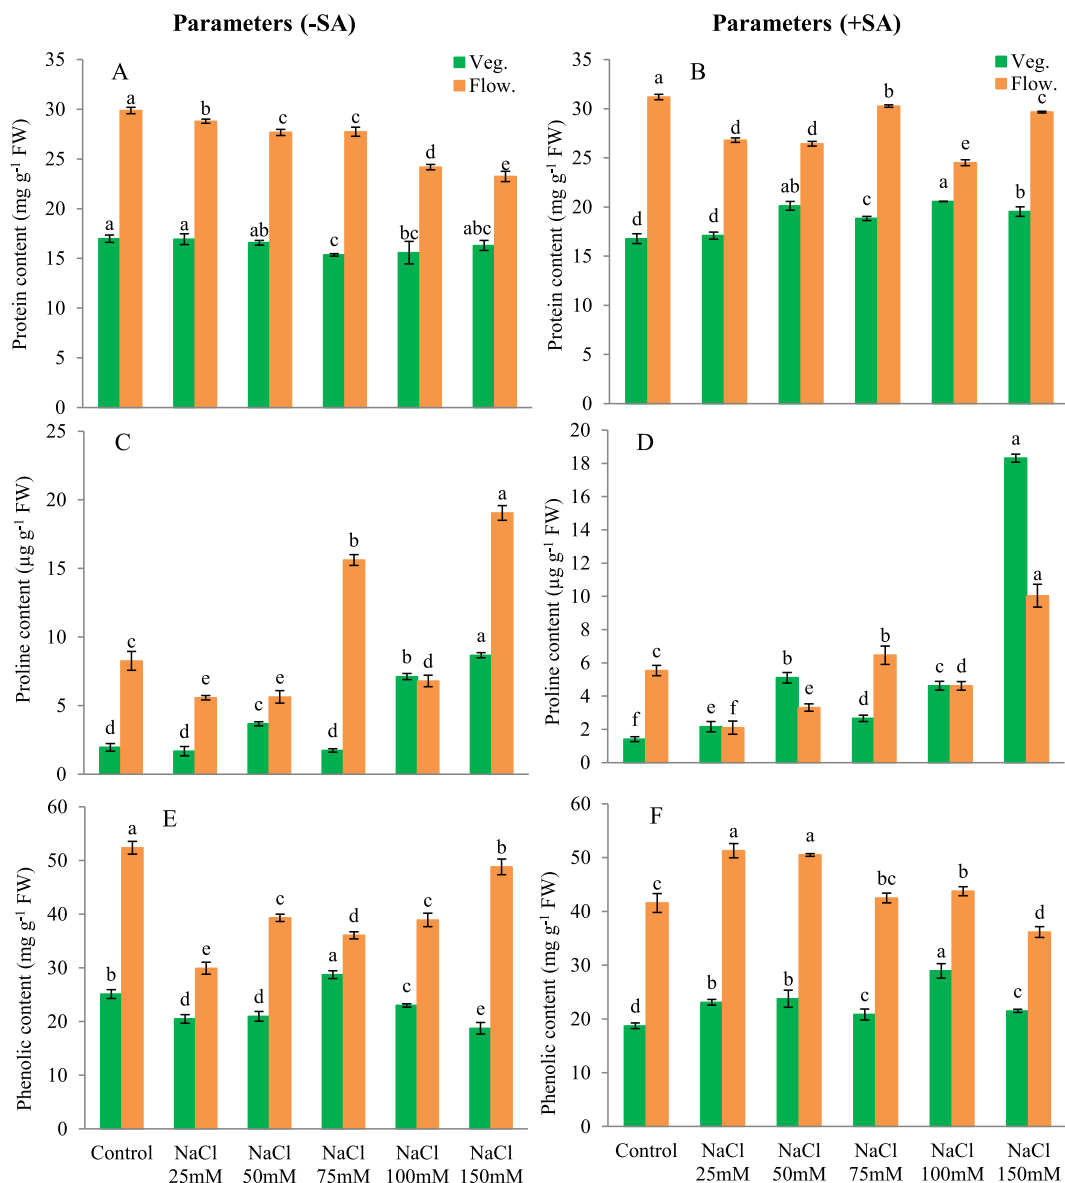 Parameters (-SA)
Parameters (+SA)
Protein content (mg g-1 FW)
35
30
25
20
15
10
5
0
A
Veg.
Flow.
a
a
a
b
ab
c
c
c
bc
d
abc
e
Protein content (mg g-1 FW)
35
30
25
20
15
10
5
0
B
Veg.
Flow.
d
a
d
d
ab
d
c
b
a
e
b
c
Proline content (µg g-1 FW)
25
20
15
10
5
0
C
d
c
d
e
c
e
d
b
b
d
a
a
Proline content (µg g-1 FW)
20
18
16
14
12
10
8
6
4
2
0
D
f
c
e
f
b
e
d
b
c
d
a
a
Phenolic content (mg g-1 FW)
60
50
40
30
20
10
0
E
b
a
d
e
d
c
a
d
c
c
d
b
Control
NaCl
25mM
NaCl
50mM
NaCl
75mM
NaCl
100mM
NaCl
150mM
Phenolic content (mg g-1 FW)
60
50
40
30
20
10
0
F
d
c
b
a
b
a
c
bc
a
b
c
d
Control
NaCl
25mM
NaCl
50mM
NaCl
75mM
NaCl
100mM
NaCl
150mM